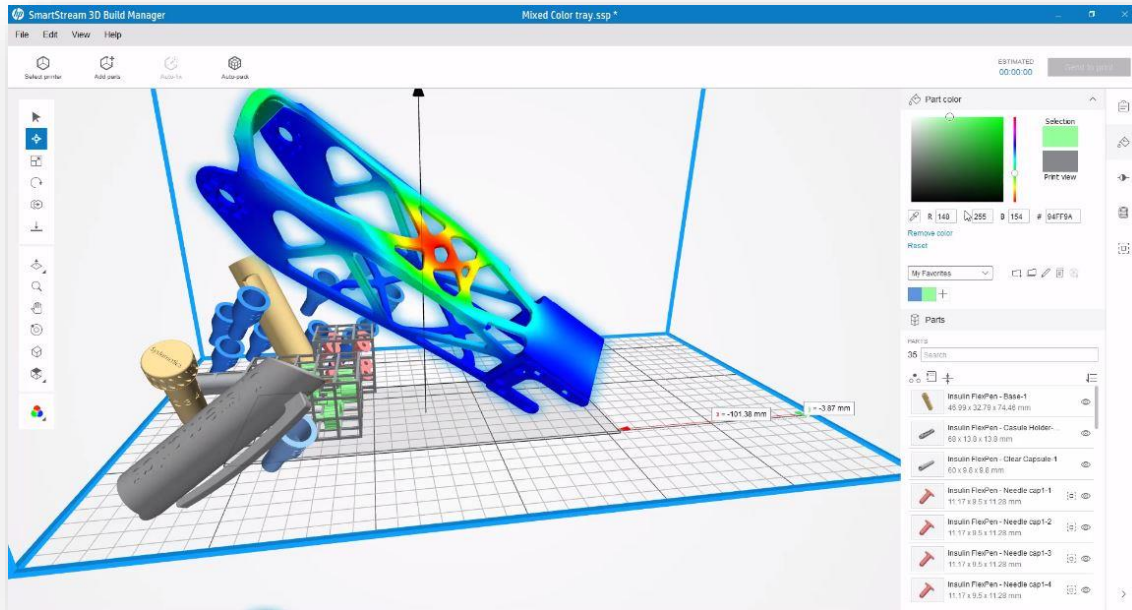 hp SmartStream 3D Build Manager
Mixed Color tray.ssp *
File Edit View Help
Select printer
Add parts
Auto-pack
ESTIMATED
00:00:00
Send to print
Part color
Selection
Print view
R 148 255 B 154 # 94FF9A
Remove color
Reset
My Favorites
Parts
PARTS
35 Search
Insulin FlexPen - Base-1
46.99 x 32.79 x 74.46 mm
Insulin FlexPen - Casule Holder-...
68 x 13.8 x 13.8 mm
Insulin FlexPen - Clear Capsule-1
60 x 9.8 x 9.8 mm
Insulin FlexPen - Needle cap1-1
11.17 x 9.5 x 11.28 mm
Insulin FlexPen - Needle cap1-2
11.17 x 9.5 x 11.28 mm
Insulin FlexPen - Needle cap1-3
11.17 x 9.5 x 11.28 mm
Insulin FlexPen - Needle cap1-4
11.17 x 9.5 x 11.28 mm
x = -101.38 mm
y = -3.87 mm